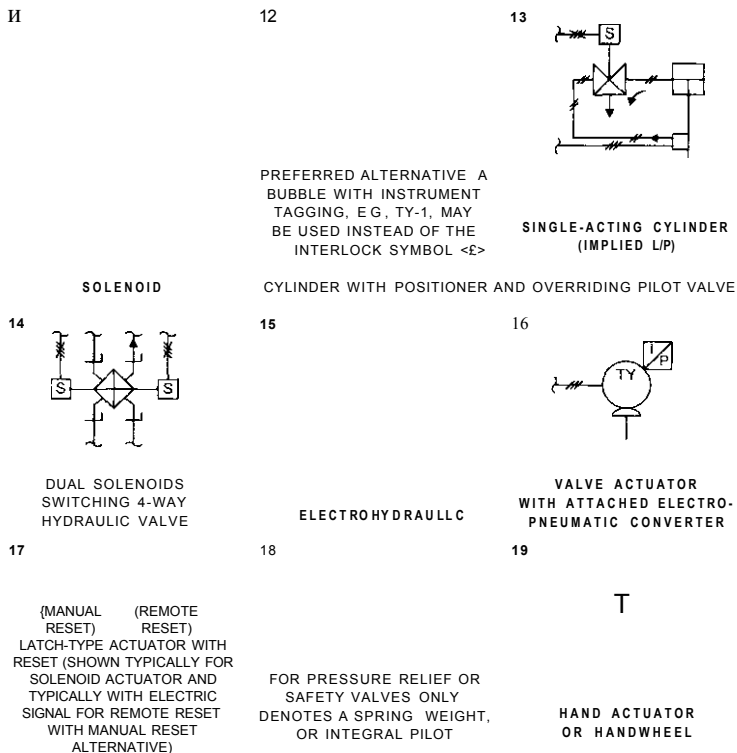 И
12
13
S
PREFERRED ALTERNATIVE A
BUBBLE WITH INSTRUMENT
TAGGING, E G, TY-1, MAY
BE USED INSTEAD OF THE
INTERLOCK SYMBOL <£>
SINGLE-ACTING CYLINDER
(IMPLIED L/P)
SOLENOID
CYLINDER WITH POSITIONER AND OVERRIDING PILOT VALVE
14
S
S
DUAL SOLENOIDS
SWITCHING 4-WAY
HYDRAULIC VALVE
15
ELECTROHYDRAULLC
16
I
P
TY
VALVE ACTUATOR
WITH ATTACHED ELECTRO-
PNEUMATIC CONVERTER
17
{MANUAL (REMOTE
RESET) RESET)
LATCH-TYPE ACTUATOR WITH
RESET (SHOWN TYPICALLY FOR
SOLENOID ACTUATOR AND
TYPICALLY WITH ELECTRIC
SIGNAL FOR REMOTE RESET
WITH MANUAL RESET
ALTERNATIVE)
18
FOR PRESSURE RELIEF OR
SAFETY VALVES ONLY
DENOTES A SPRING WEIGHT,
OR INTEGRAL PILOT
19
T
HAND ACTUATOR
OR HANDWHEEL